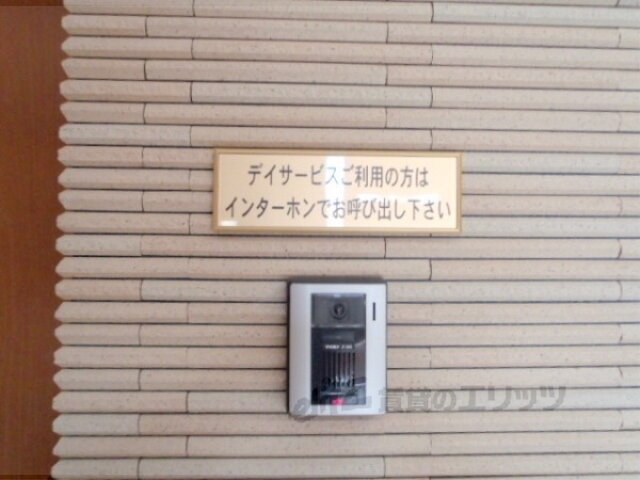 デイサービスご利用の方は
インターホンでお呼び出し下さい
賃貸のエリッツ